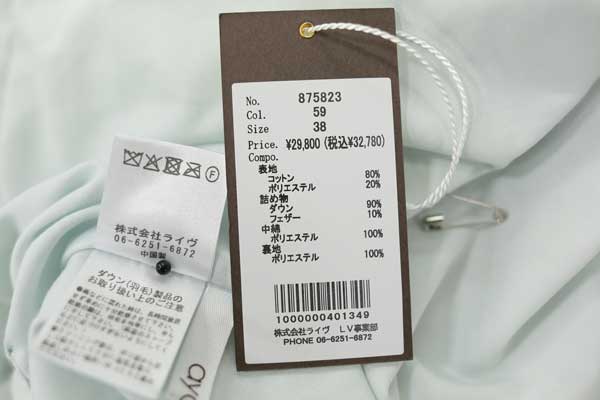 No. 875823
Col. 59
Size 38
Price. ¥29,800(税込¥32,780)
Compo.
表地
コットン 80%
ポリエステル 20%
詰め物
ダウン 90%
フェザー 10%
中綿
ポリエステル 100%
裏地
ポリエステル 100%
1000000401349
株式会社ライヴ LV事業部
PHONE 06-6251-6872
F
株式会社ライヴ
06-6251-6872
中国製
ダウン(羽毛)製品の
お取り扱い上のご注意